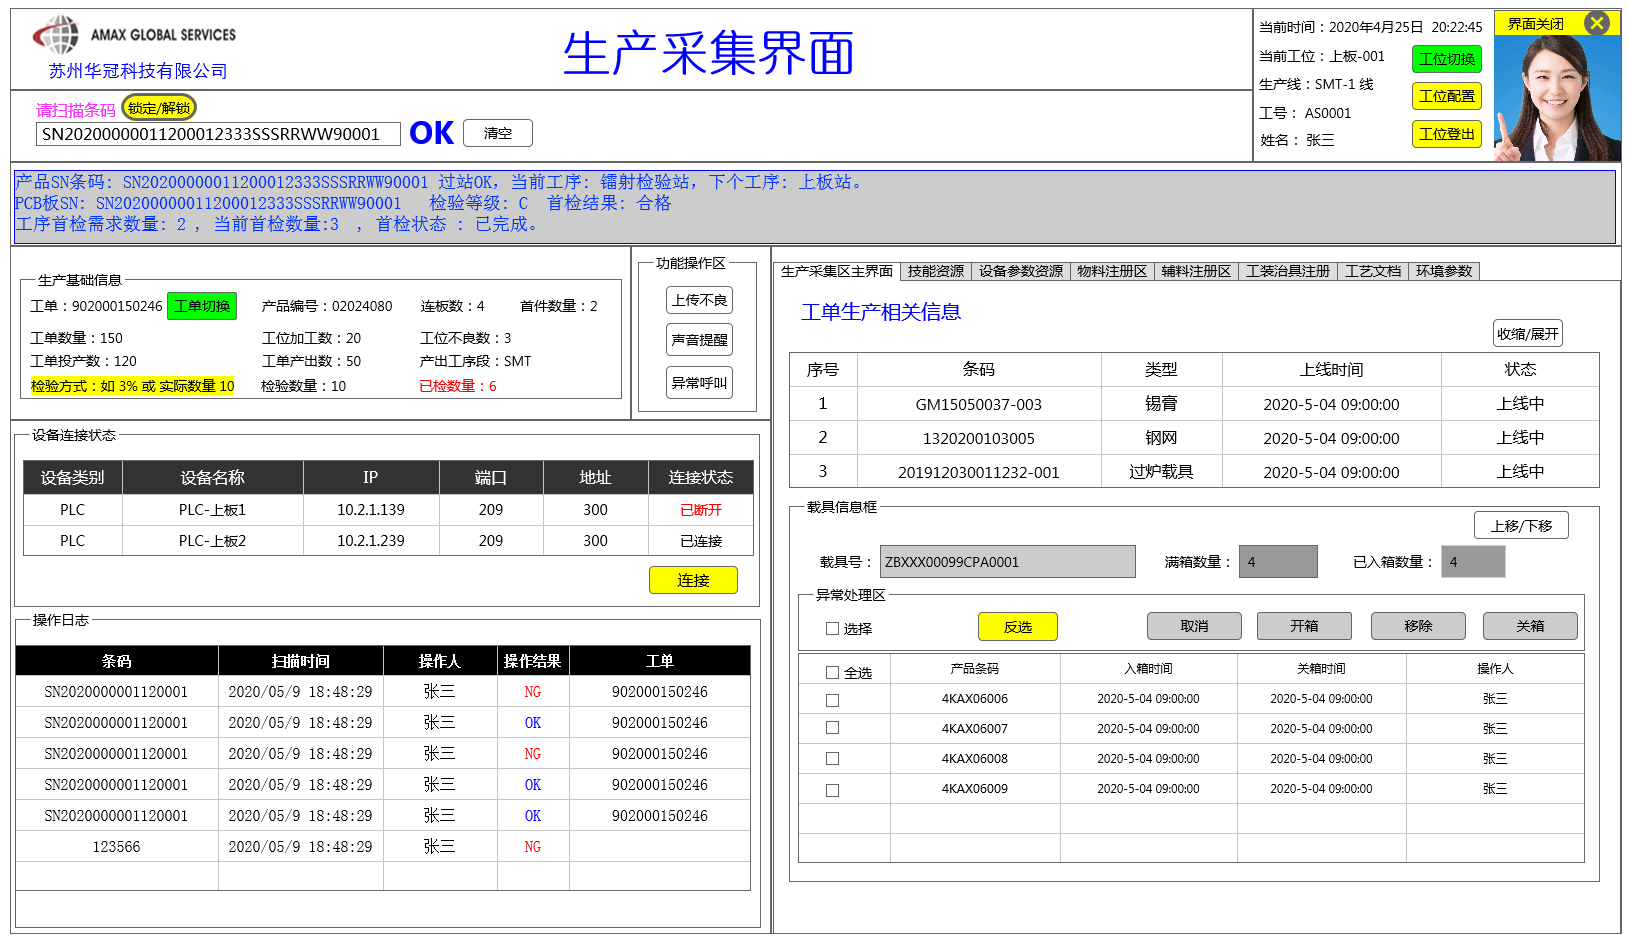 AMAX GLOBAL SERVICES
苏州华冠科技有限公司
生产采集界面
当前时间：2020年4月25日 20:22:45
当前工位：上板-001
生产线：SMT-1 线
工号： AS0001
姓名： 张三
工位切换
工位配置
工位登出
界面关闭
请扫描条码 锁定/解锁
SN20200000011200012333SSSRRWW90001 OK 清空
产品SN条码: SN20200000011200012333SSSRRWW90001 过站OK, 当前工序: 镭射检验站, 下个工序: 上板站。
PCB板SN: SN20200000011200012333SSSRRWW90001 检验等级: C 首检结果: 合格
工序首检需求数量: 2 , 当前首检数量:3 , 首检状态 : 已完成。
生产基础信息
工单：902000150246 工单切换 产品编号：02024080 连板数：4 首件数量：2
工单数量：150 工位加工数：20 工位不良数：3
工单投产数：120 工单产出数：50 产出工序段：SMT
检验方式：如 3% 或 实际数量 10 检验数量：10 已检数量：6
功能操作区
上传不良
声音提醒
异常呼叫
设备连接状态
设备类别 设备名称 IP 端口 地址 连接状态
PLC PLC-上板1 10.2.1.139 209 300 已断开
PLC PLC-上板2 10.2.1.239 209 300 已连接
连接
操作日志
条码 扫描时间 操作人 操作结果 工单
SN2020000001120001 2020/05/9 18:48:29 张三 NG 902000150246
SN2020000001120001 2020/05/9 18:48:29 张三 OK 902000150246
SN2020000001120001 2020/05/9 18:48:29 张三 NG 902000150246
SN2020000001120001 2020/05/9 18:48:29 张三 OK 902000150246
SN2020000001120001 2020/05/9 18:48:29 张三 OK 902000150246
123566 2020/05/9 18:48:29 张三 NG
生产采集区主界面 技能资源 设备参数资源 物料注册区 辅料注册区 工装治具注册 工艺文档 环境参数
工单生产相关信息
收缩/展开
序号 条码 类型 上线时间 状态
1 GM15050037-003 锡膏 2020-5-04 09:00:00 上线中
2 1320200103005 钢网 2020-5-04 09:00:00 上线中
3 201912030011232-001 过炉载具 2020-5-04 09:00:00 上线中
载具信息框
上移/下移
载具号： ZBXXX00099CPA0001 满箱数量： 4 已入箱数量： 4
异常处理区
选择 反选 取消 开箱 移除 关箱
全选 产品条码 入箱时间 关箱时间 操作人
4KAX06006 2020-5-04 09:00:00 2020-5-04 09:00:00 张三
4KAX06007 2020-5-04 09:00:00 2020-5-04 09:00:00 张三
4KAX06008 2020-5-04 09:00:00 2020-5-04 09:00:00 张三
4KAX06009 2020-5-04 09:00:00 2020-5-04 09:00:00 张三